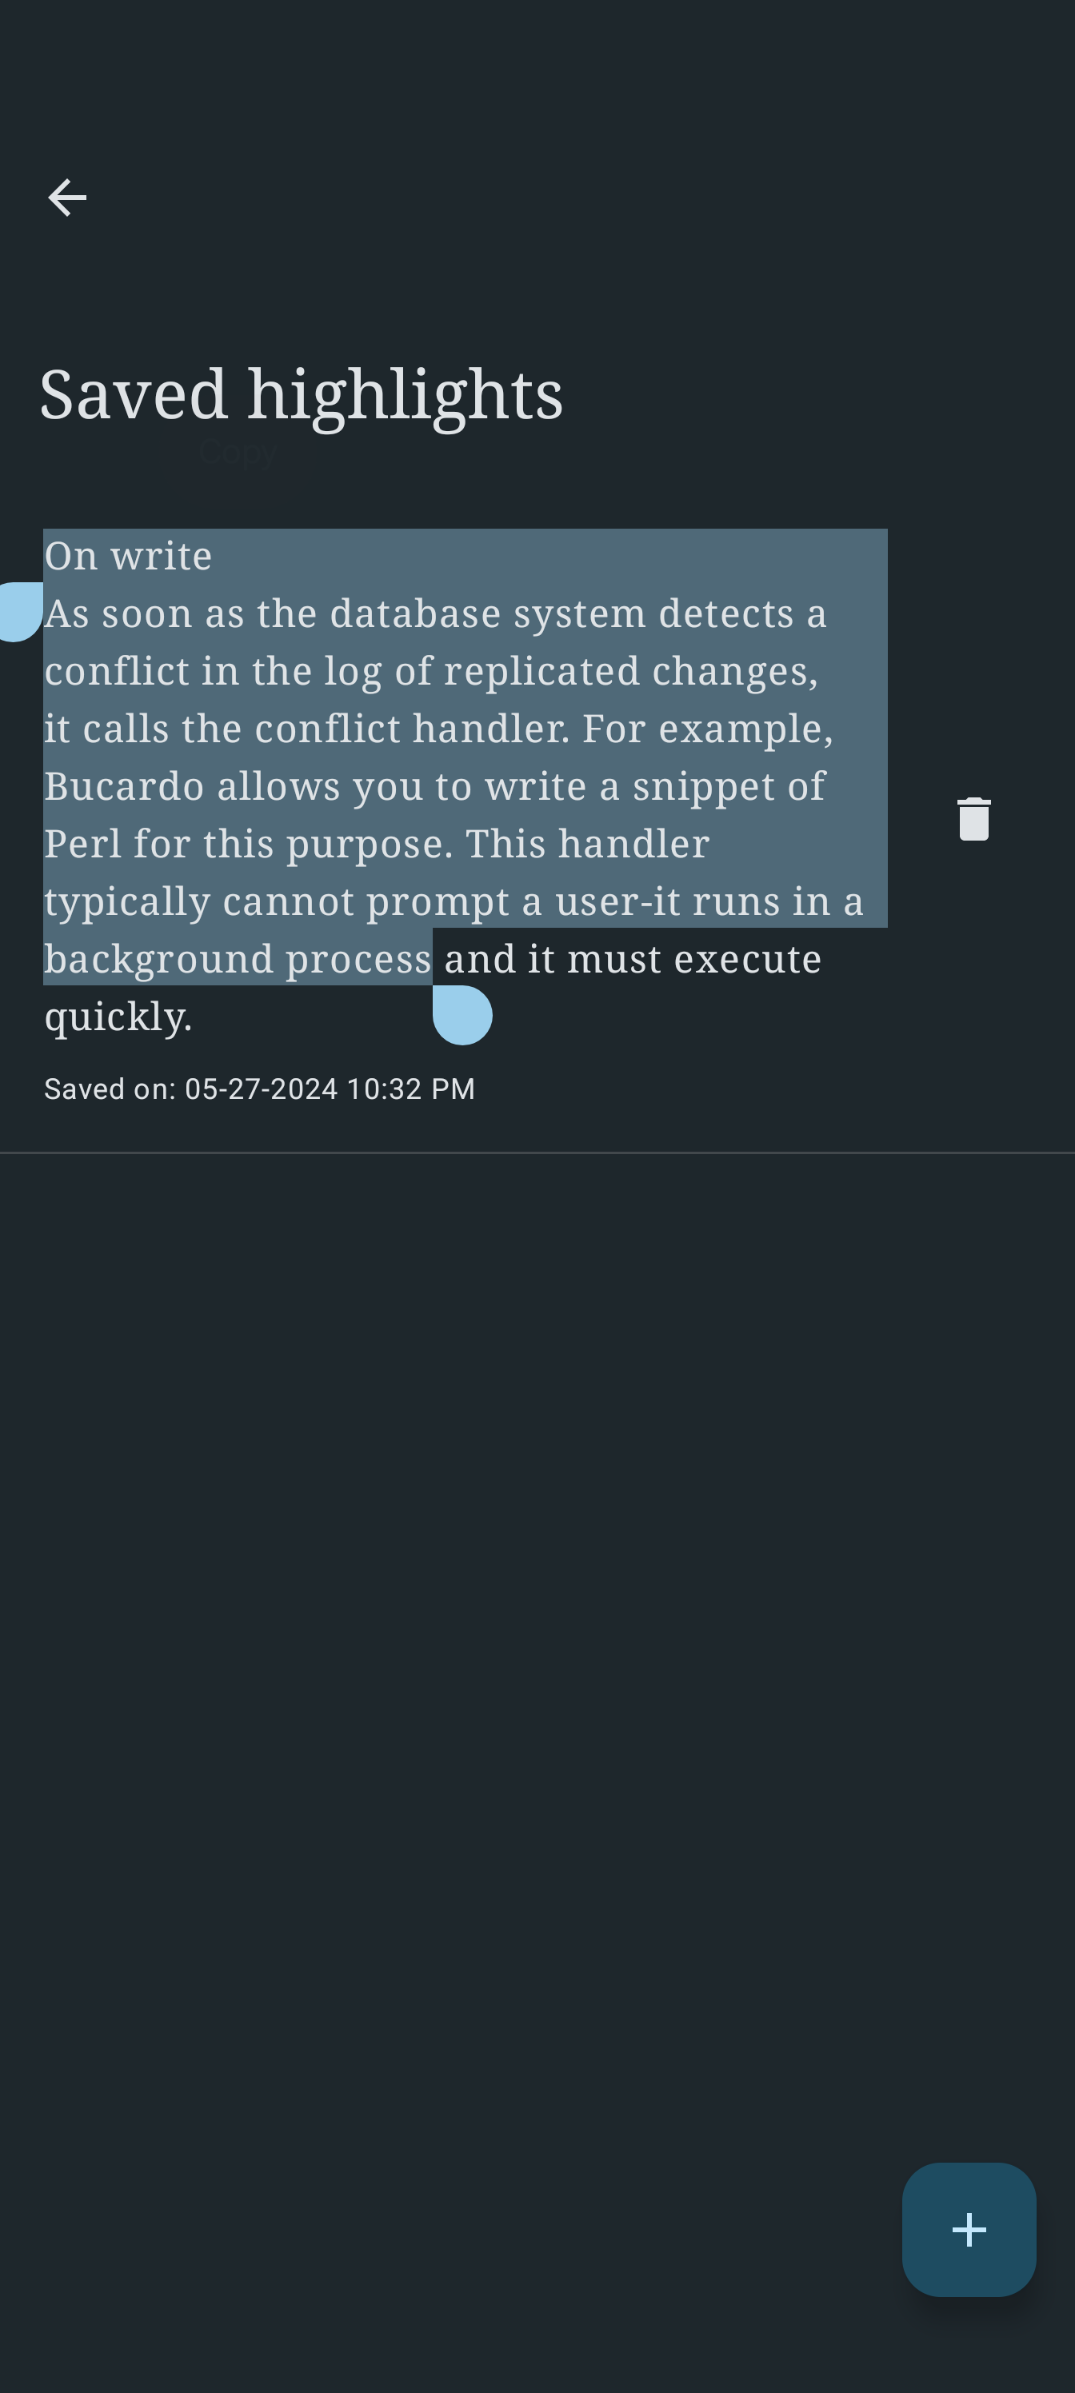 Saved highlights
Copy
On write
As soon as the database system detects a
conflict in the log of replicated changes,
it calls the conflict handler. For example,
Bucardo allows you to write a snippet of
Perl for this purpose. This handler
typically cannot prompt a user-it runs in a
background process and it must execute
quickly.
Saved on: 05-27-2024 10:32 PM